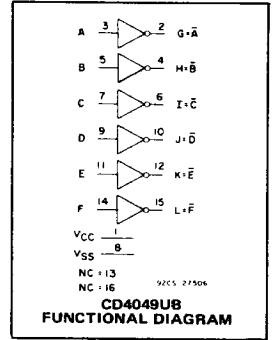 A 3 2 G=A̅
B 5 4 H=B̅
C 7 6 I=C̅
D 9 10 J=D̅
E 11 12 K=E̅
F 14 15 L=F̅
VCC 1
VSS 8
NC=13
NC=16
92CS 27506
CD4049UB
FUNCTIONAL DIAGRAM